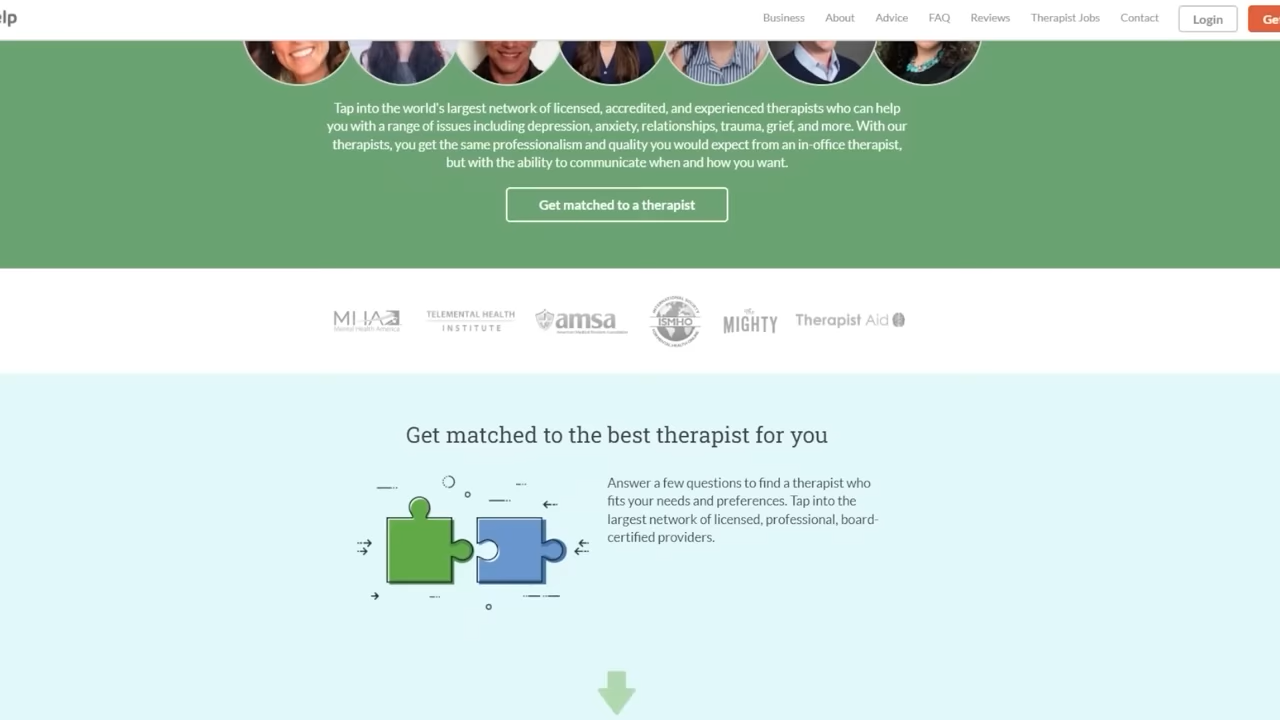 elp
Business
About
Advice
FAQ
Reviews
Therapist Jobs
Contact
Login
Ge
Tap into the world's largest network of licensed, accredited, and experienced therapists who can help
you with a range of issues including depression, anxiety, relationships, trauma, grief, and more. With our
therapists, you get the same professionalism and quality you would expect from an in-office therapist,
but with the ability to communicate when and how you want.
Get matched to a therapist
MHA
Mental Health America
TELEMENTAL HEALTH
INSTITUTE
amsa
ISMHO
the
MIGHTY
Therapist Aid
Get matched to the best therapist for you
Answer a few questions to find a therapist who
fits your needs and preferences. Tap into the
largest network of licensed, professional, board-
certified providers.